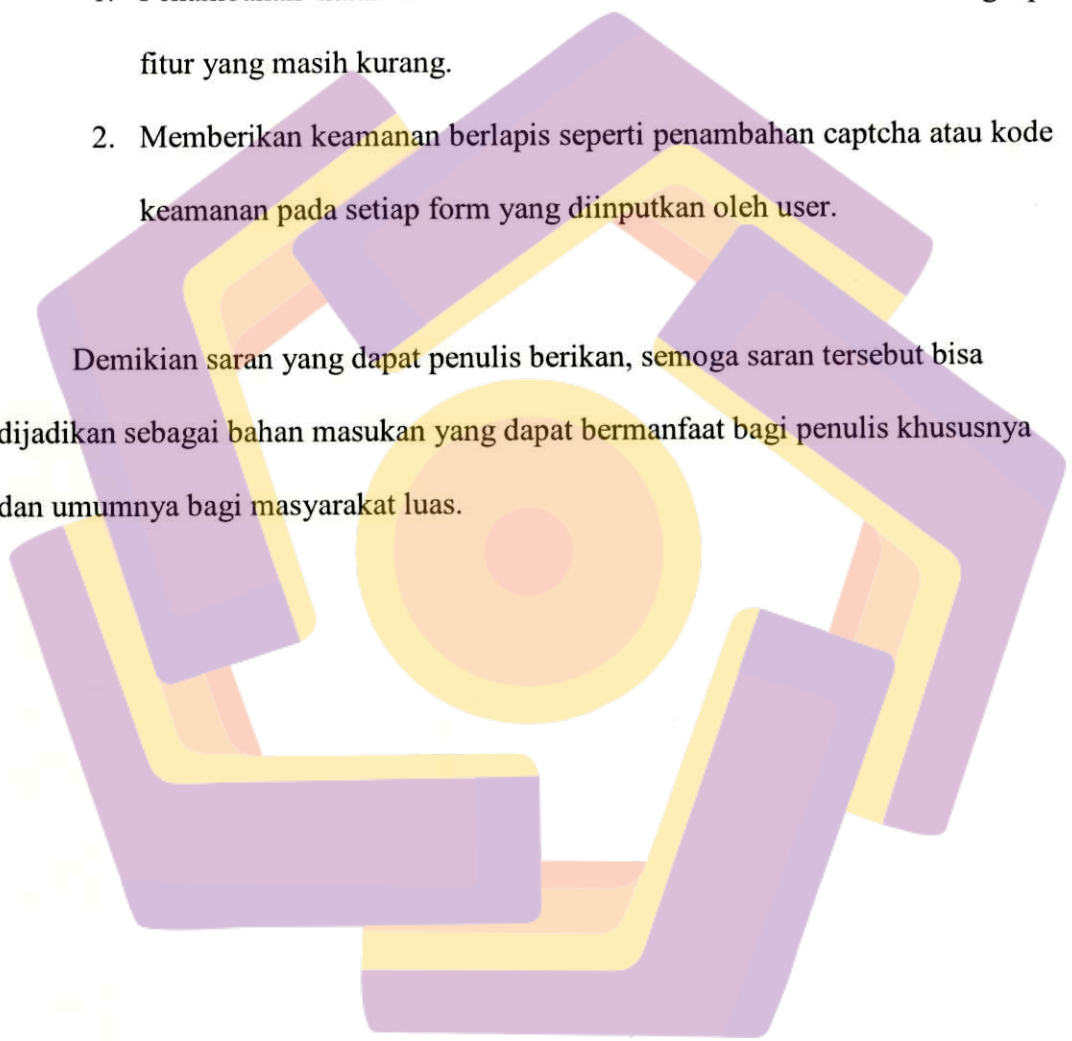 fitur yang masih kurang.
2. Memberikan keamanan berlapis seperti penambahan captcha atau kode
keamanan pada setiap form yang diinputkan oleh user.
Demikian saran yang dapat penulis berikan, semoga saran tersebut bisa
dijadikan sebagai bahan masukan yang dapat bermanfaat bagi penulis khususnya
dan umumnya bagi masyarakat luas.